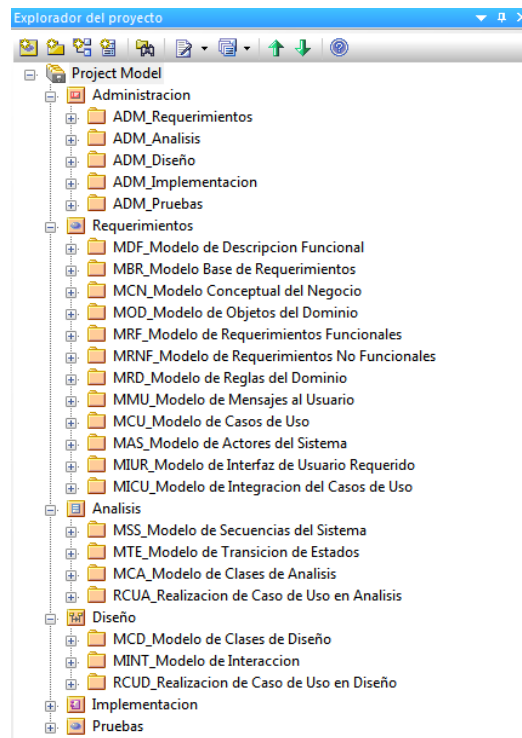 Explorador del proyecto
Project Model
Administracion
ADM_Requerimientos
ADM_Analisis
ADM_Diseño
ADM_Implementacion
ADM_Pruebas
Requerimientos
MDF_Modelo de Descripcion Funcional
MBR_Modelo Base de Requerimientos
MCN_Modelo Conceptual del Negocio
MOD_Modelo de Objetos del Dominio
MRF_Modelo de Requerimientos Funcionales
MRNF_Modelo de Requerimientos No Funcionales
MRD_Modelo de Reglas del Dominio
MMU_Modelo de Mensajes al Usuario
MCU_Modelo de Casos de Uso
MAS_Modelo de Actores del Sistema
MIUR_Modelo de Interfaz de Usuario Requerido
MICU_Modelo de Integracion del Casos de Uso
Analisis
MSS_Modelo de Secuencias del Sistema
MTE_Modelo de Transicion de Estados
MCA_Modelo de Clases de Analisis
RCUA_Realizacion de Caso de Uso en Analisis
Diseño
MCD_Modelo de Clases de Diseño
MINT_Modelo de Interaccion
RCUD_Realizacion de Caso de Uso en Diseño
Implementacion
Pruebas